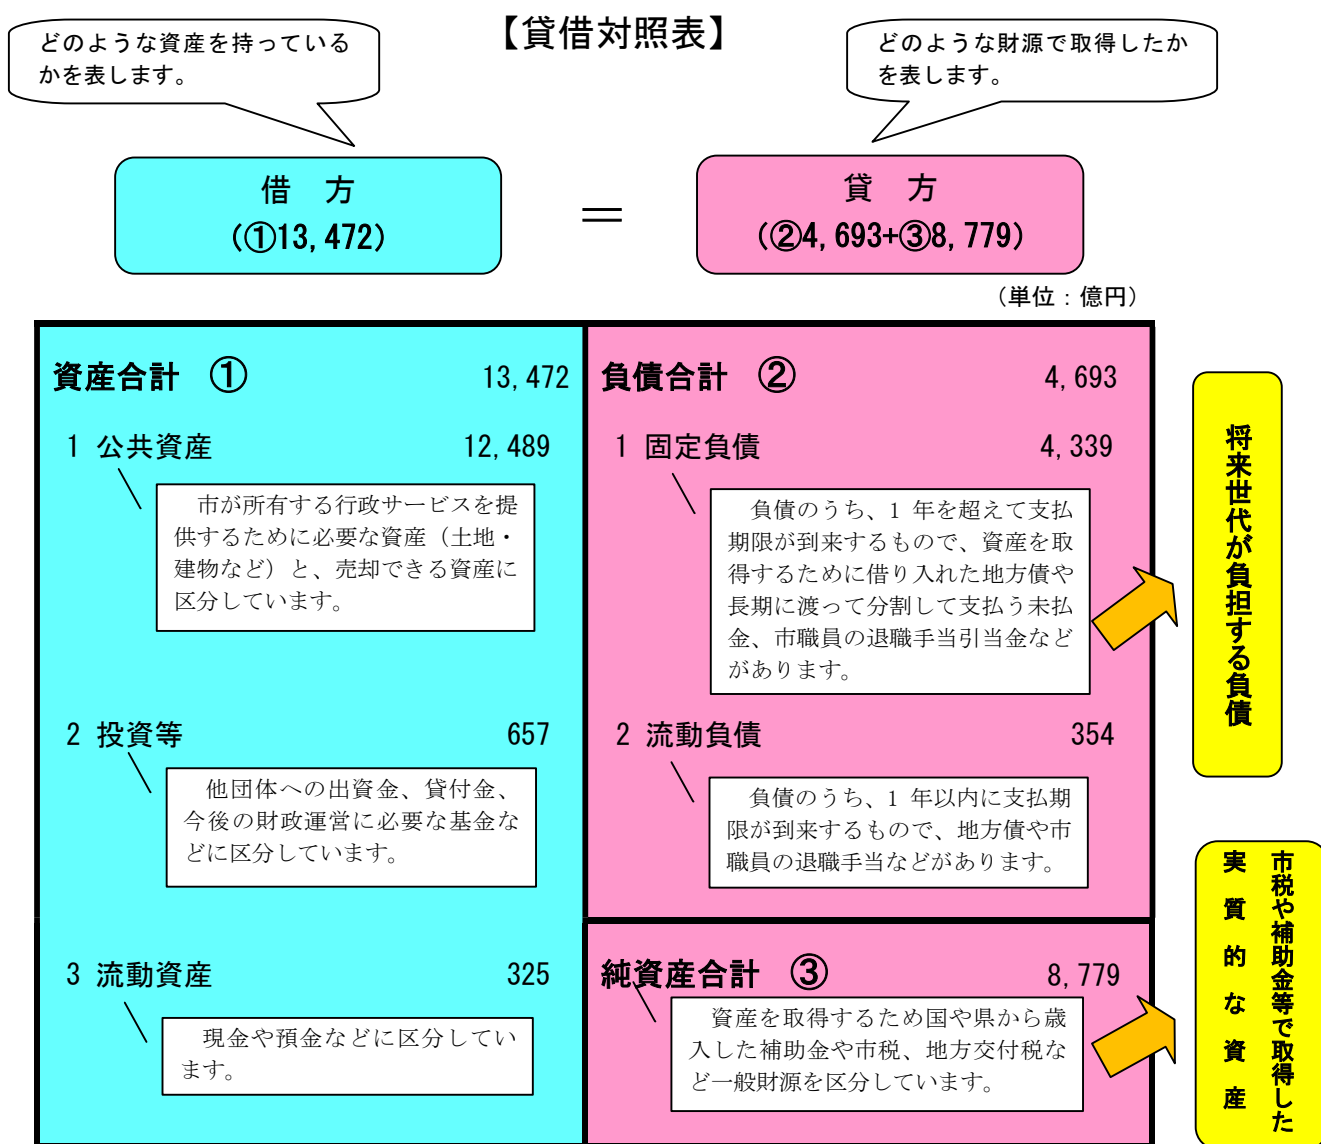 【貸借対照表】
どのような資産を持っている
かを表します。
どのような財源で取得したか
を表します。
借　方
(①13,472)
＝
貸　方
(②4,693+③8,779)
（単位：億円）
資産合計　①　13,472
1 公共資産　12,489
市が所有する行政サービスを提
供するために必要な資産（土地・
建物など）と、売却できる資産に
区分しています。
2 投資等　657
他団体への出資金、貸付金、
今後の財政運営に必要な基金な
どに区分しています。
3 流動資産　325
現金や預金などに区分してい
ます。
負債合計　②　4,693
1 固定負債　4,339
負債のうち、1 年を超えて支払
期限が到来するもので、資産を取
得するために借り入れた地方債や
長期に渡って分割して支払う未払
金、市職員の退職手当引当金など
があります。
2 流動負債　354
負債のうち、1 年以内に支払期
限が到来するもので、地方債や市
職員の退職手当などがあります。
純資産合計　③　8,779
資産を取得するため国や県から歳
入した補助金や市税、地方交付税な
ど一般財源を区分しています。
将来世代が負担する負債
市税や補助金等で取得した
実質的な資産